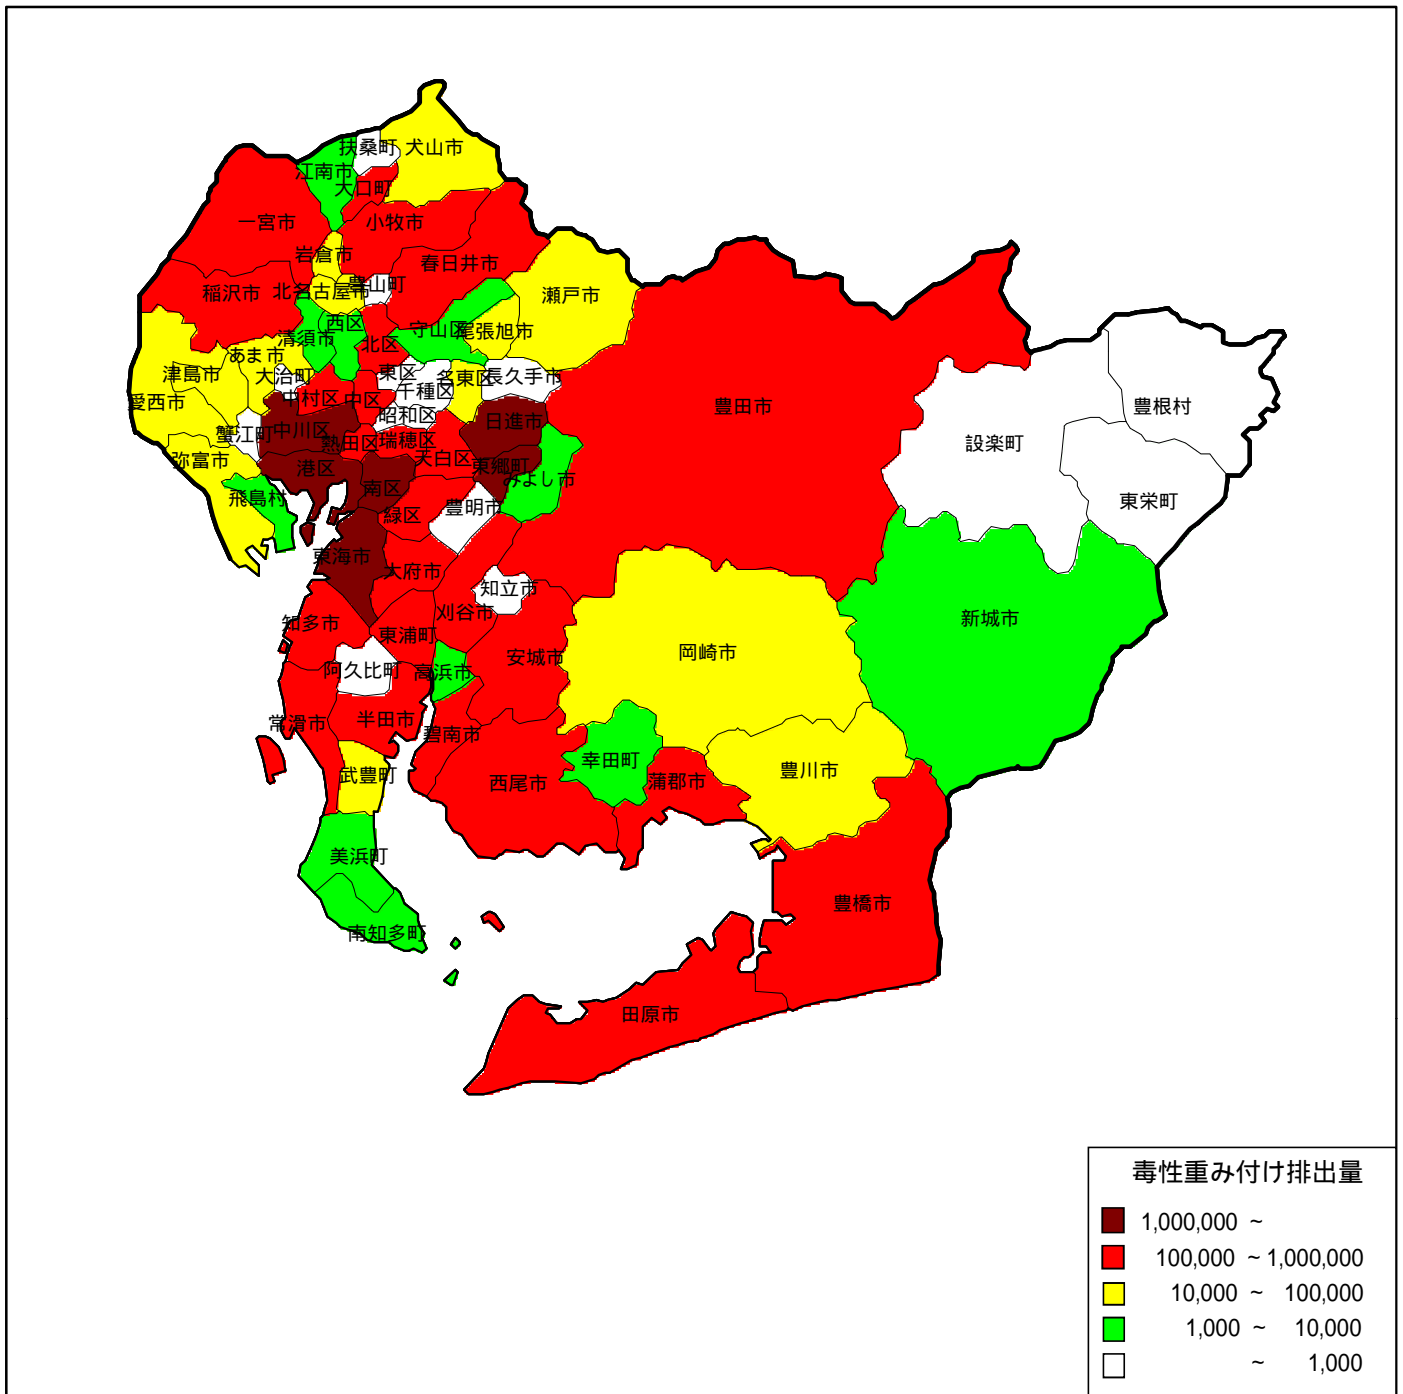 扶桑町
犬山市
江南市
大口町
一宮市
小牧市
岩倉市
春日井市
稲沢市
北名古屋市
豊山町
瀬戸市
西区
清須市
北区
守山区
尾張旭市
あま市
津島市
大治町
東区
名東区
長久手市
千種区
愛西市
中村区
中区
昭和区
豊田市
豊根村
蟹江町
中川区
熱田区
瑞穂区
日進市
設楽町
弥富市
港区
天白区
東郷町
みよし市
飛島村
南区
豊明市
東栄町
緑区
東海市
大府市
知立市
刈谷市
新城市
知多市
東浦町
安城市
岡崎市
阿久比町
高浜市
常滑市
半田市
碧南市
武豊町
西尾市
幸田町
蒲郡市
豊川市
美浜町
豊橋市
南知多町
田原市
毒性重み付け排出量
1,000,000 ~
100,000 ~ 1,000,000
10,000 ~ 100,000
1,000 ~ 10,000
~ 1,000